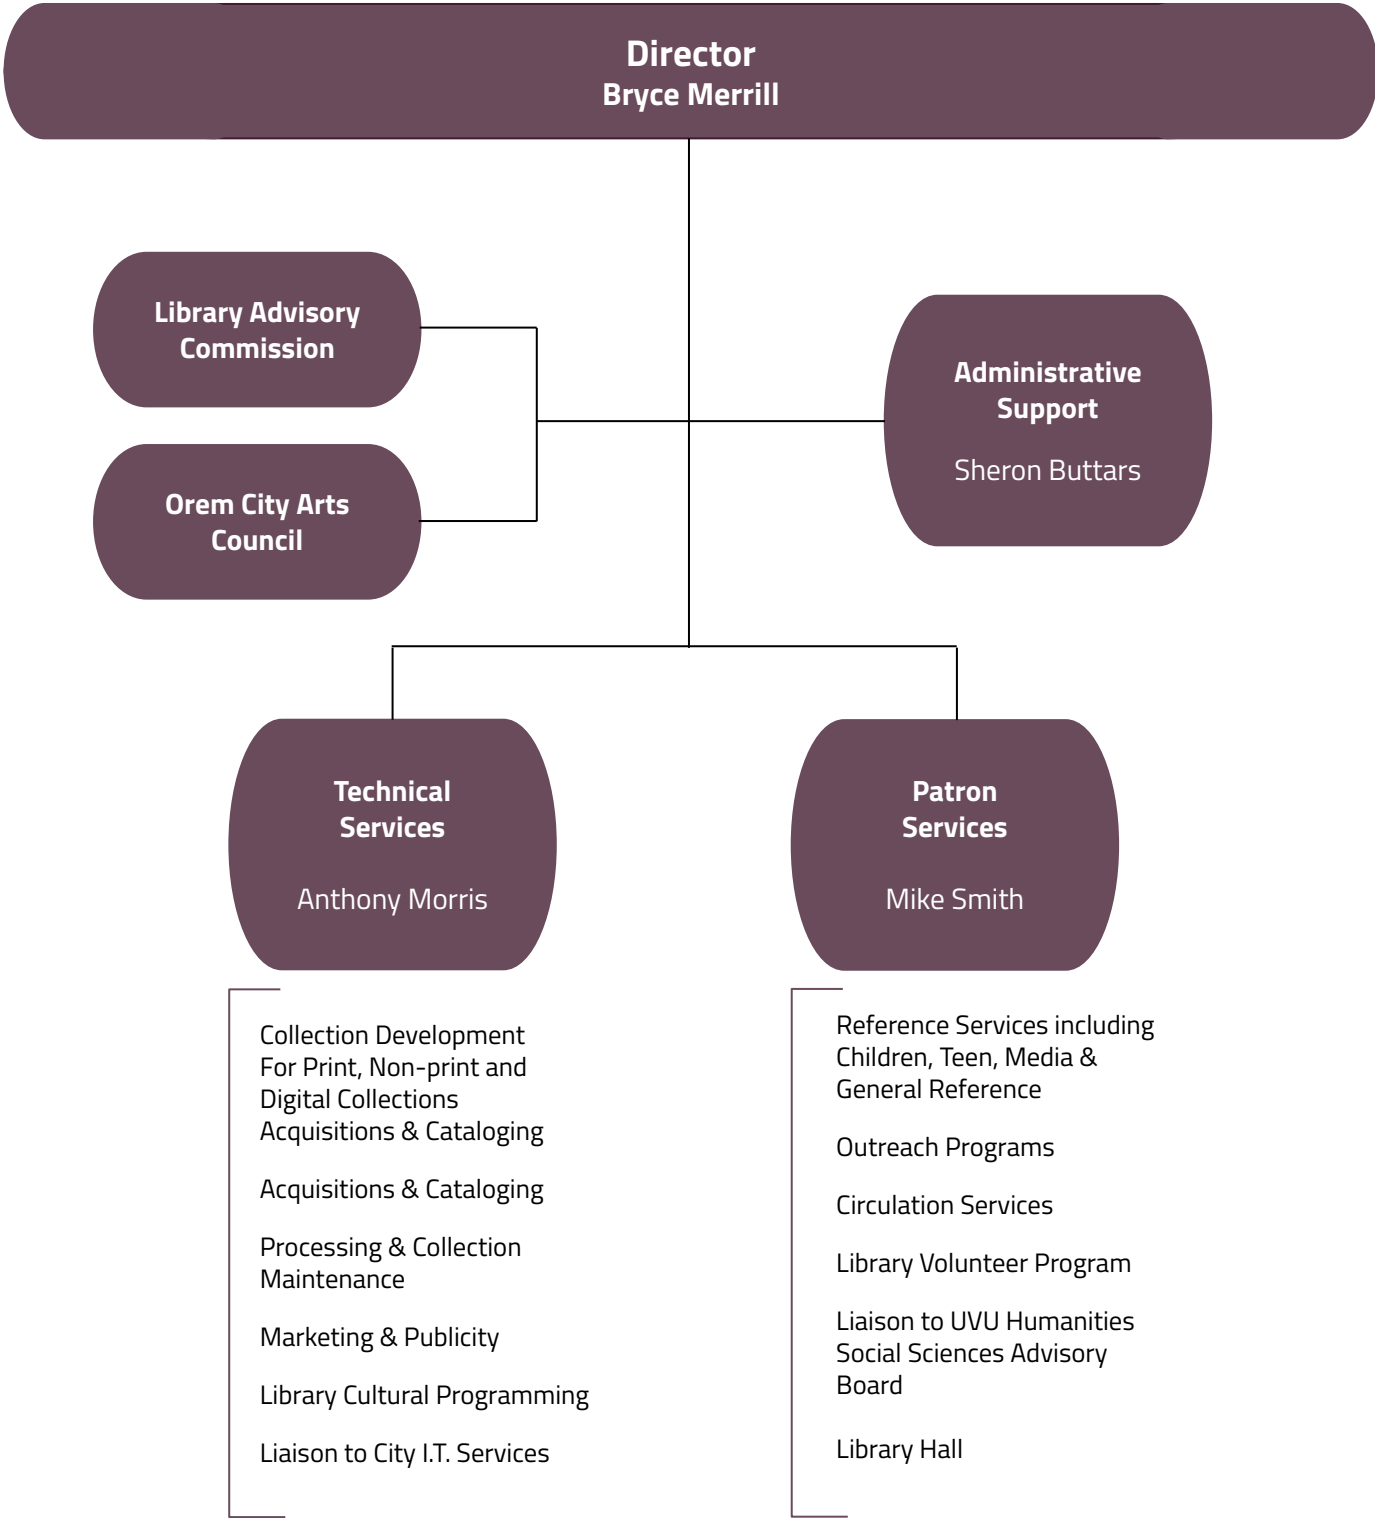 Director
Bryce Merrill
Library Advisory
Commission
Orem City Arts
Council
Administrative
Support
Sheron Buttars
Technical
Services
Anthony Morris
Collection Development
For Print, Non-print and
Digital Collections
Acquisitions & Cataloging
Acquisitions & Cataloging
Processing & Collection
Maintenance
Marketing & Publicity
Library Cultural Programming
Liaison to City I.T. Services
Patron
Services
Mike Smith
Reference Services including
Children, Teen, Media &
General Reference
Outreach Programs
Circulation Services
Library Volunteer Program
Liaison to UVU Humanities
Social Sciences Advisory
Board
Library Hall